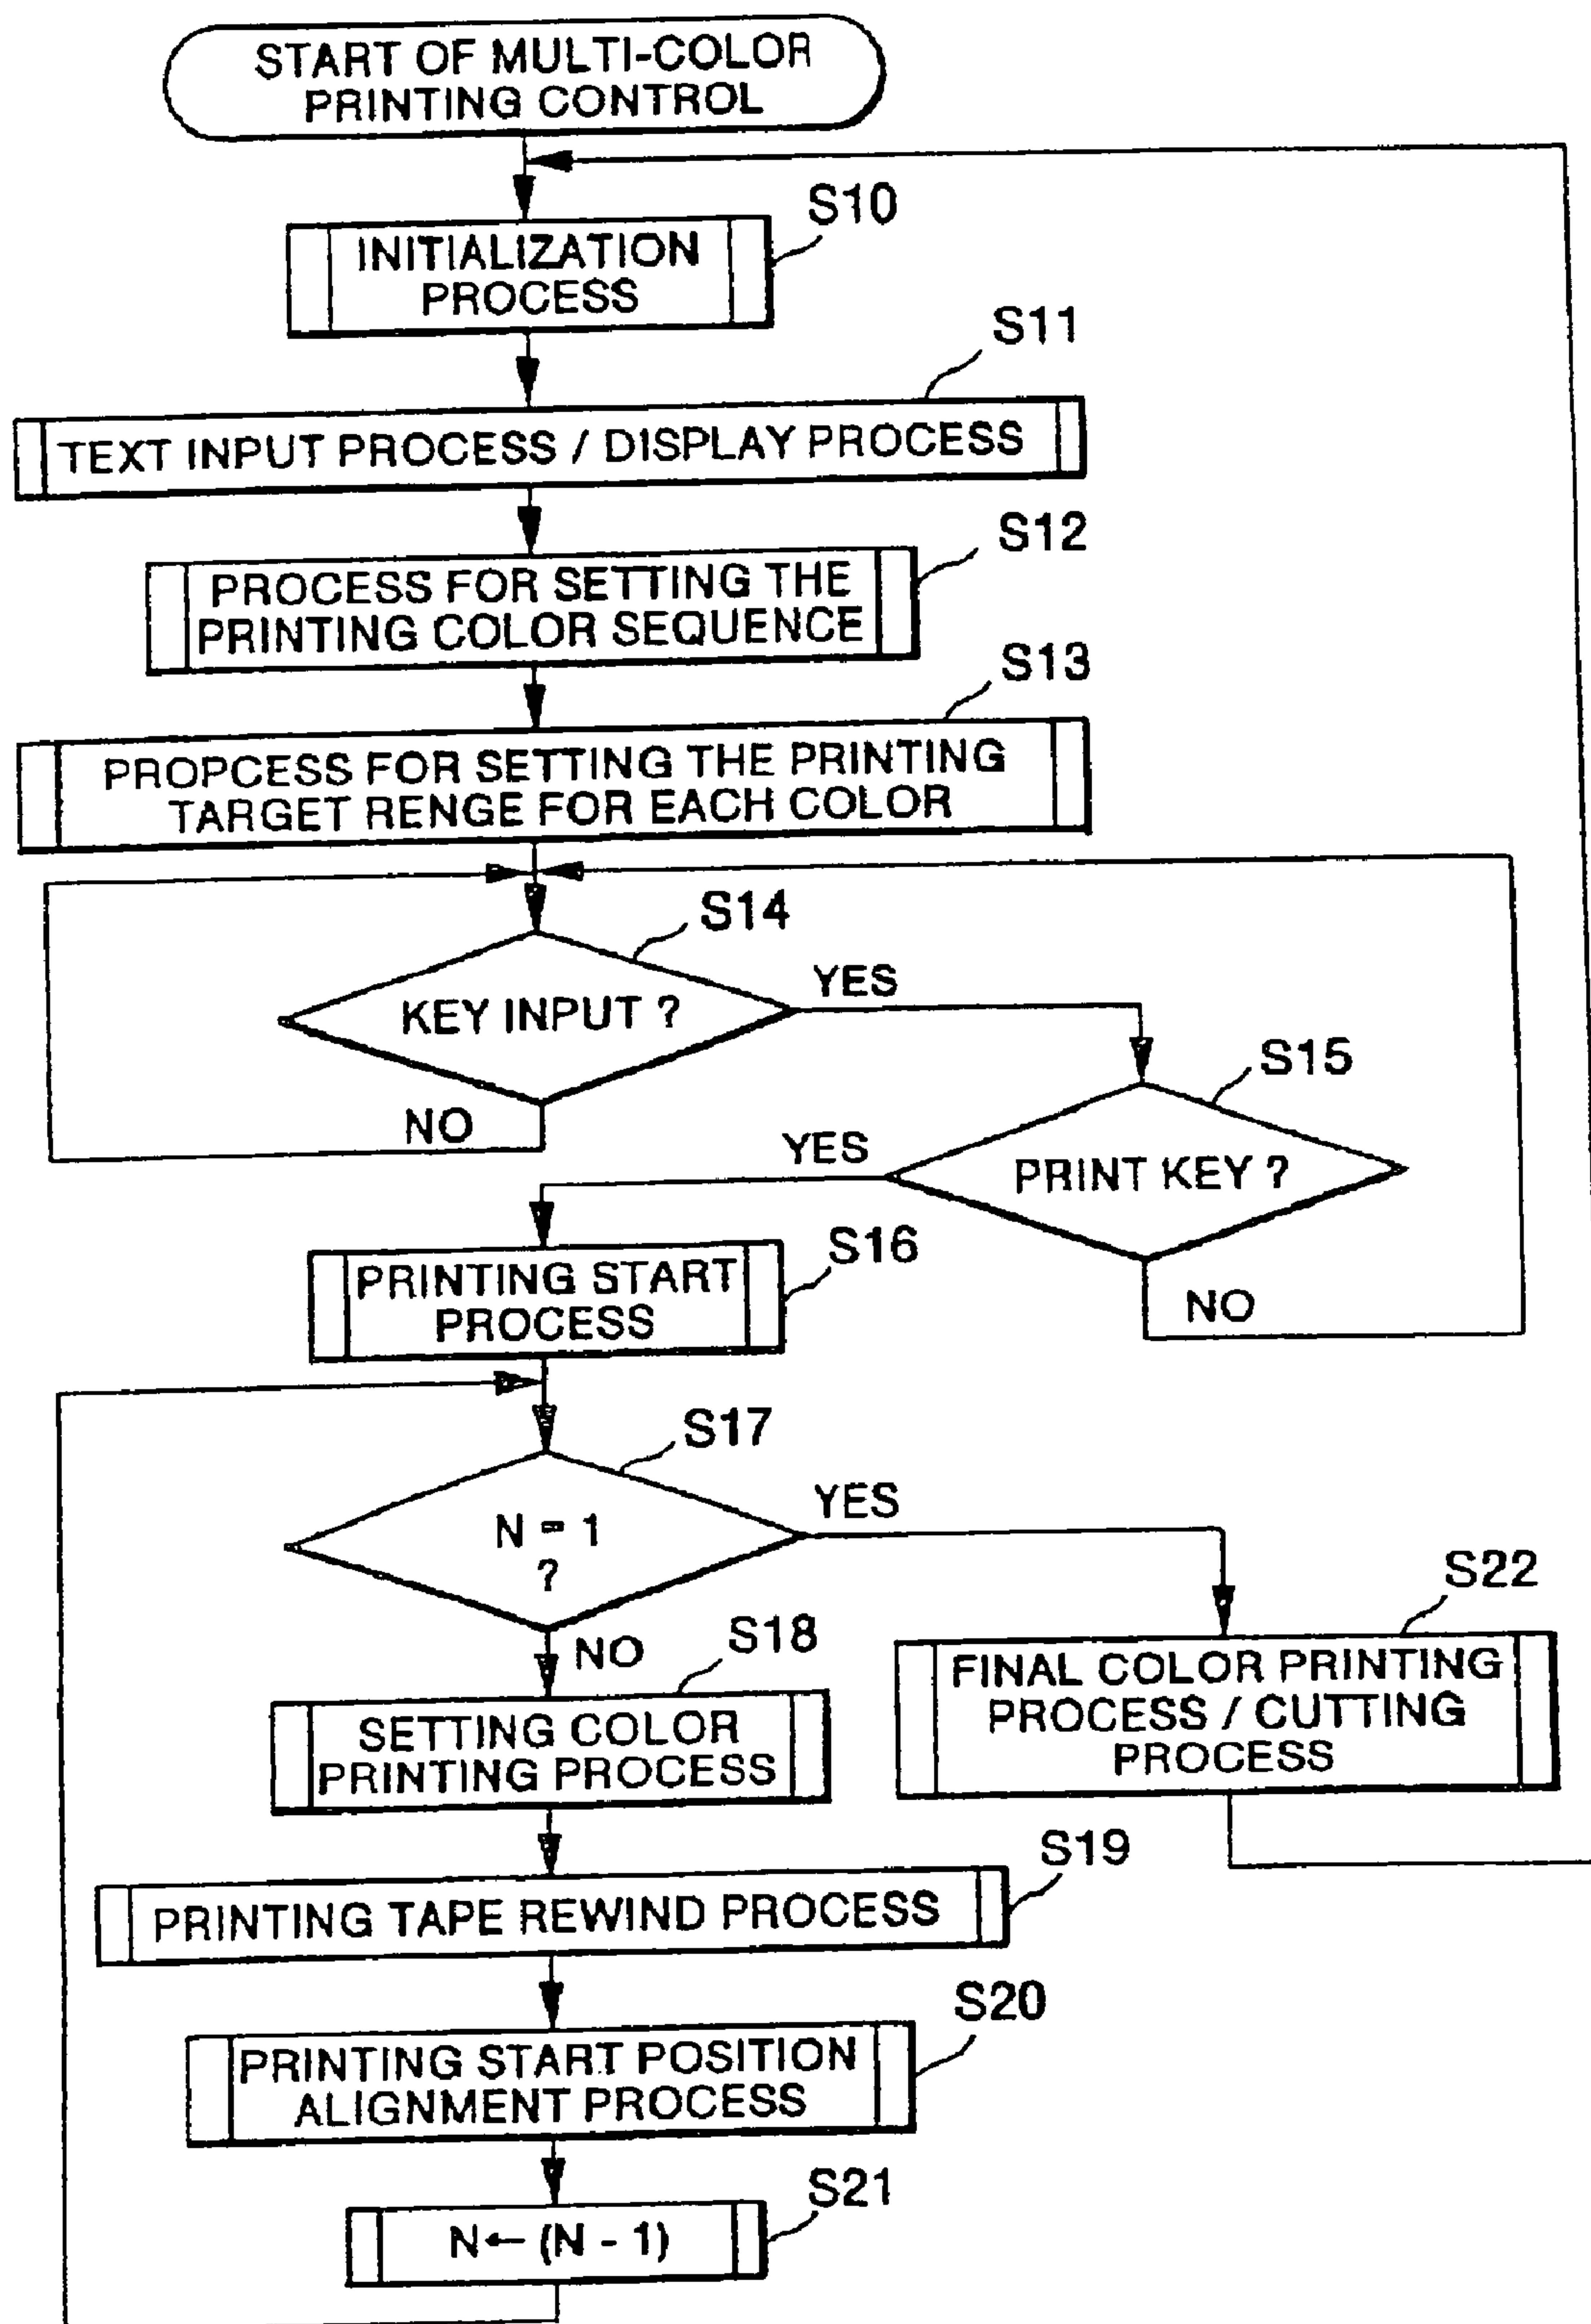 START OF MULTI-COLOR
PRINTING CONTROL
S10
INITIALIZATION
PROCESS
S11
TEXT INPUT PROCESS / DISPLAY PROCESS
S12
PROCESS FOR SETTING THE
PRINTING COLOR SEQUENCE
S13
PROPCESS FOR SETTING THE PRINTING
TARGET RENGE FOR EACH COLOR
S14
KEY INPUT ?
YES
NO
S15
PRINT KEY ?
YES
NO
S16
PRINTING START
PROCESS
S17
N = 1
?
YES
NO
S18
SETTING COLOR
PRINTING PROCESS
S22
FINAL COLOR PRINTING
PROCESS / CUTTING
PROCESS
S19
PRINTING TAPE REWIND PROCESS
S20
PRINTING START POSITION
ALIGNMENT PROCESS
S21
N ← (N - 1)